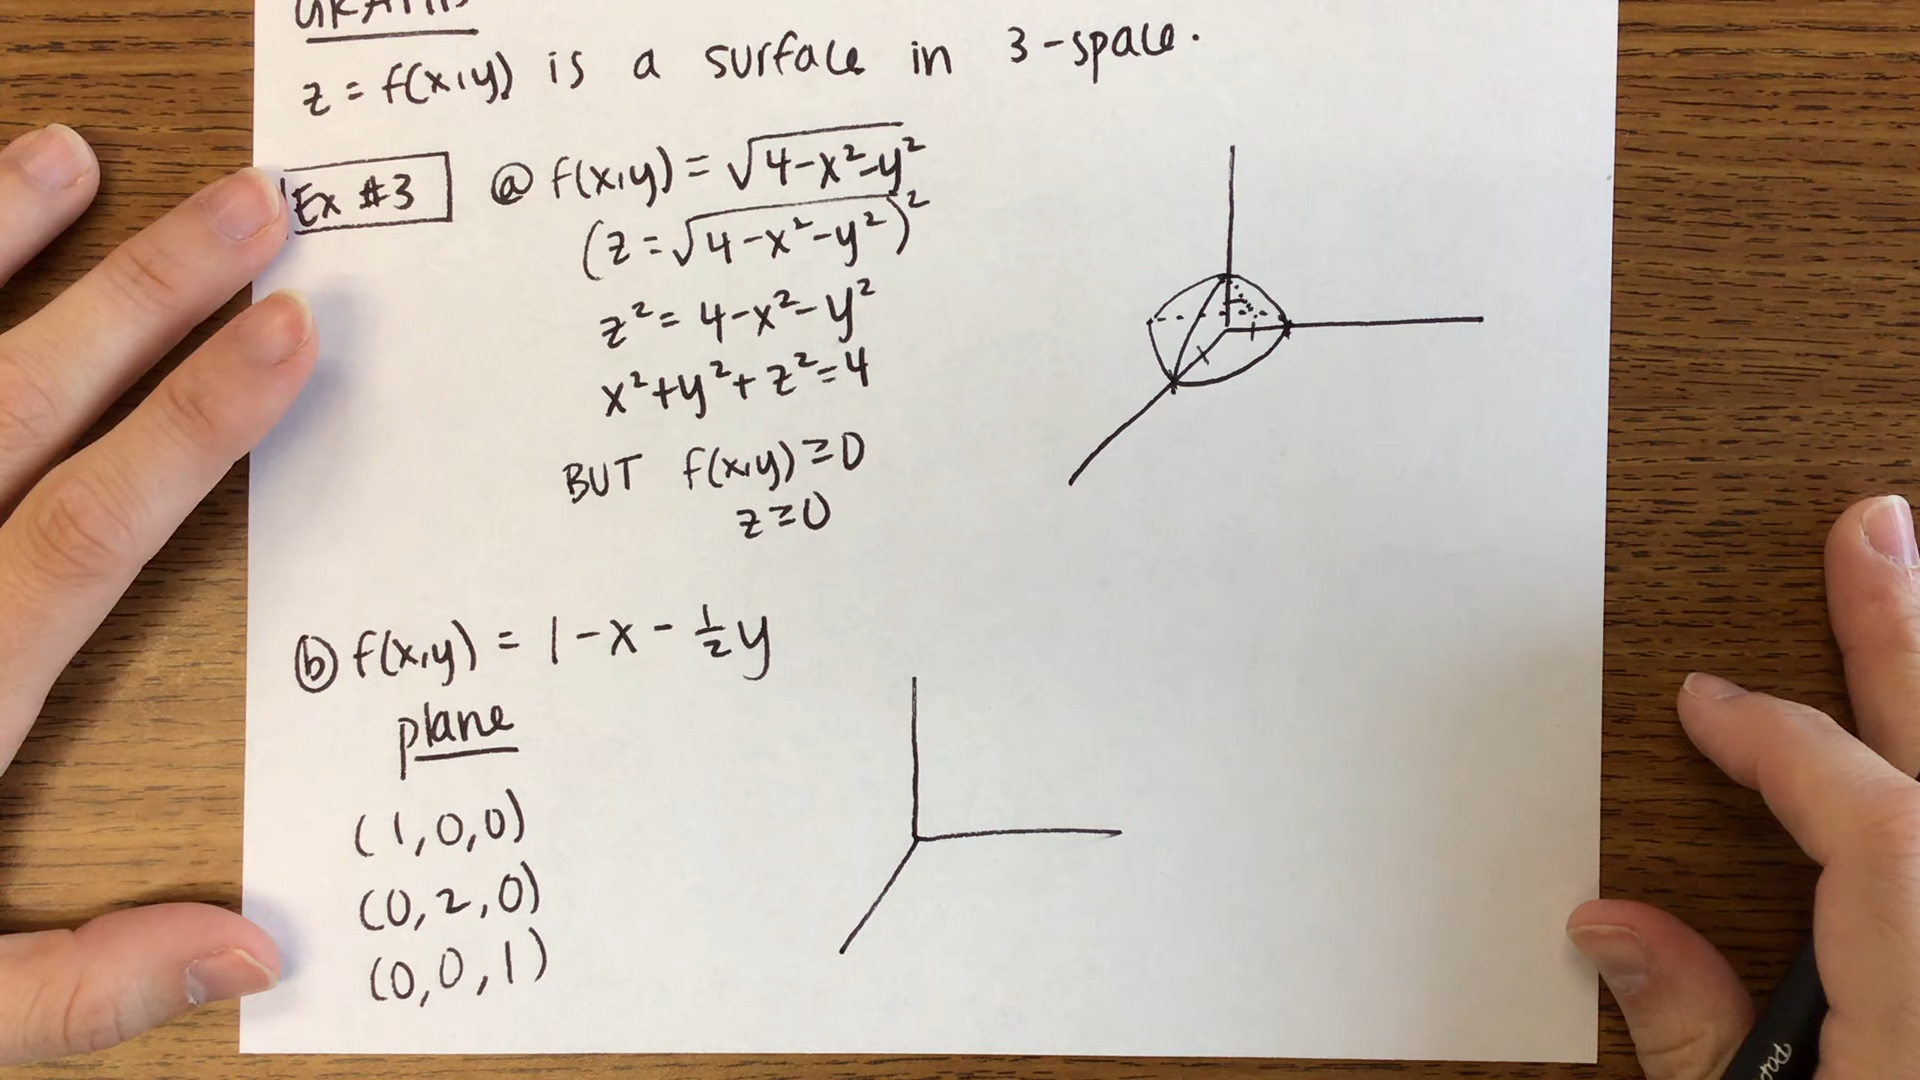 GRAPHS
z = f(x,y) is a surface in 3-space.
Ex #3
ⓐ f(x,y) = √4-x²-y²
(z = √4-x²-y²)²
z² = 4-x²-y²
x²+y²+z²=4
BUT f(x,y) ≥0
z≥0
ⓑ f(x,y) = 1-x-½y
plane
(1,0,0)
(0,2,0)
(0,0,1)